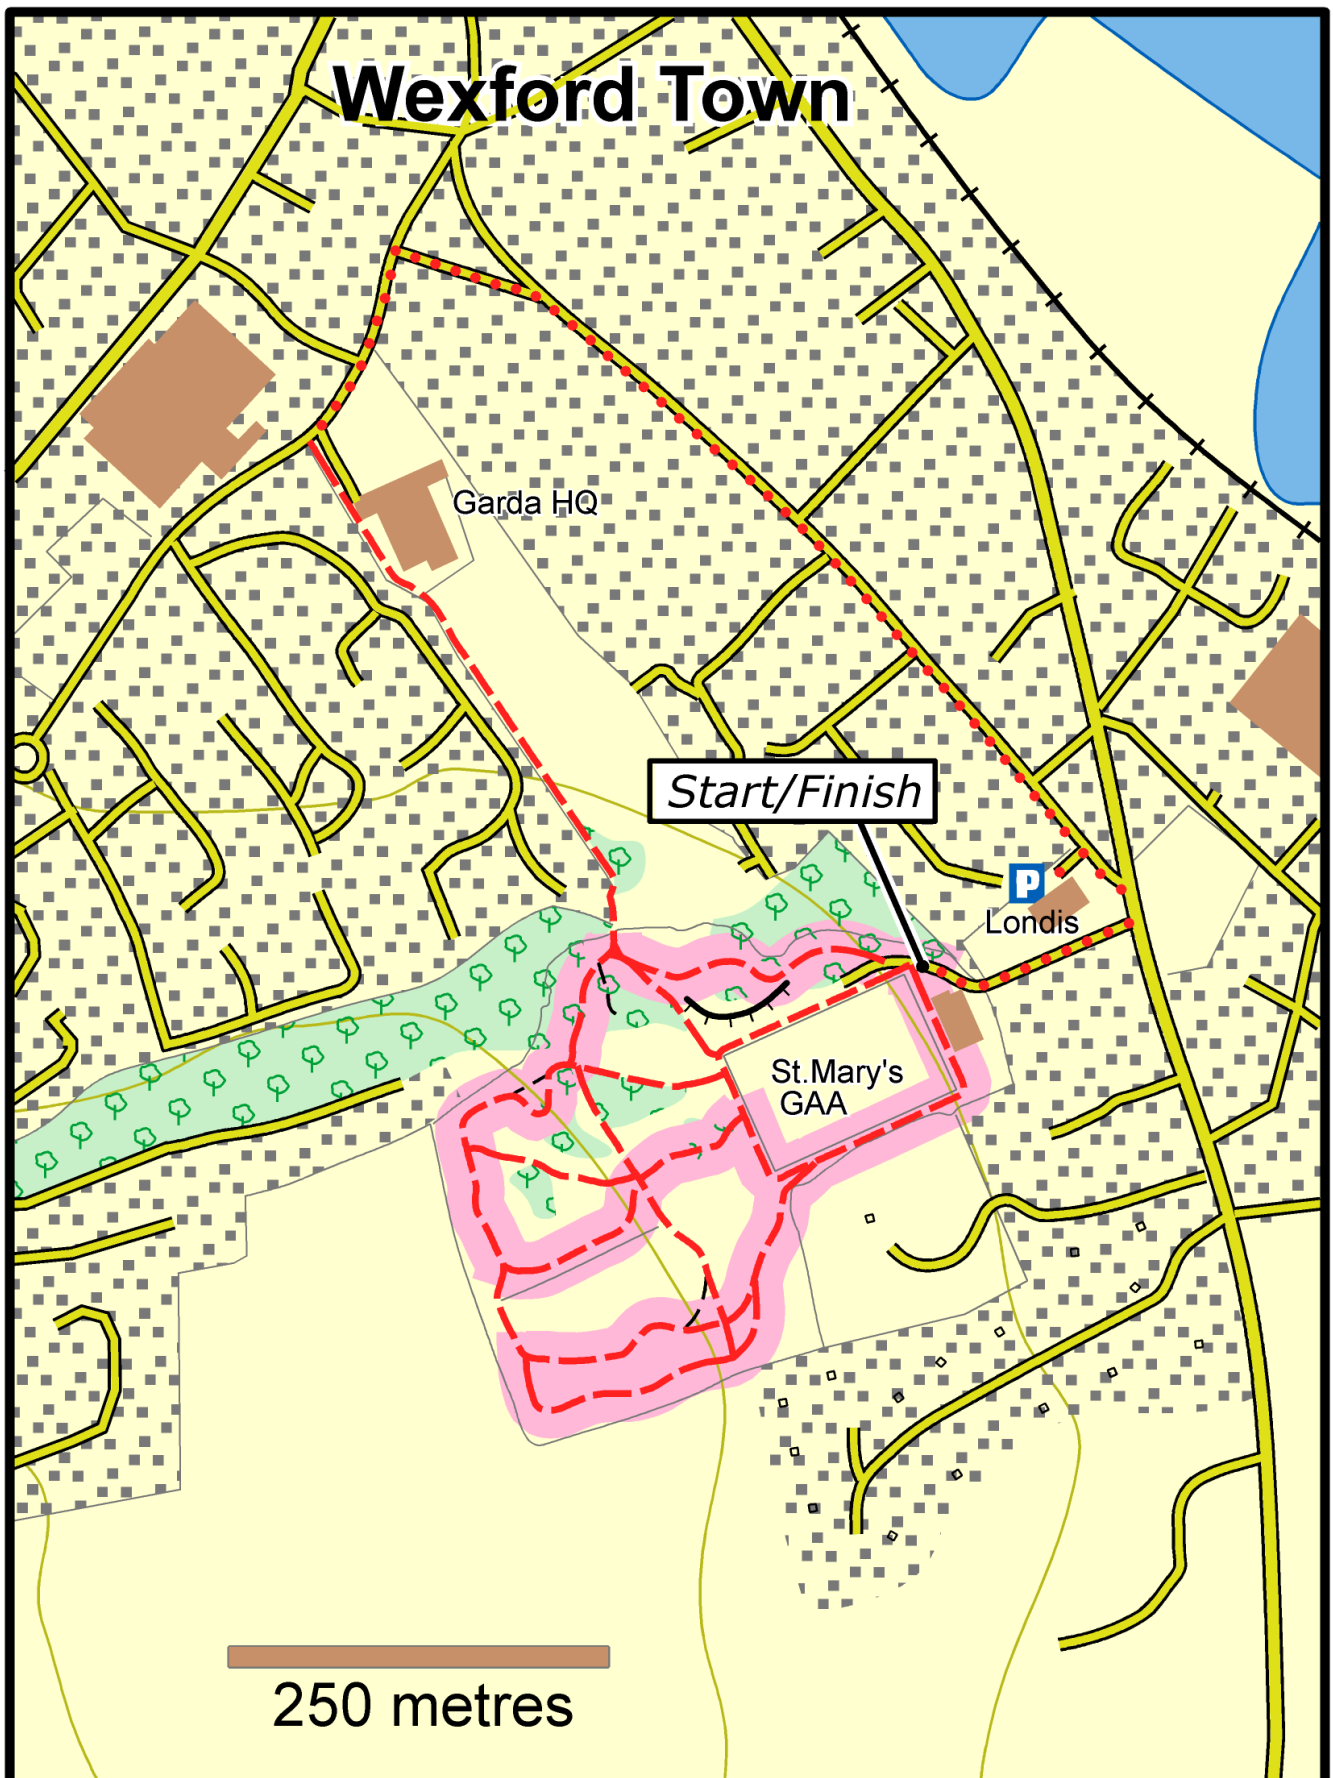 Wexford Town
Garda HQ
Start/Finish
P
Londis
St.Mary's
GAA
250 metres